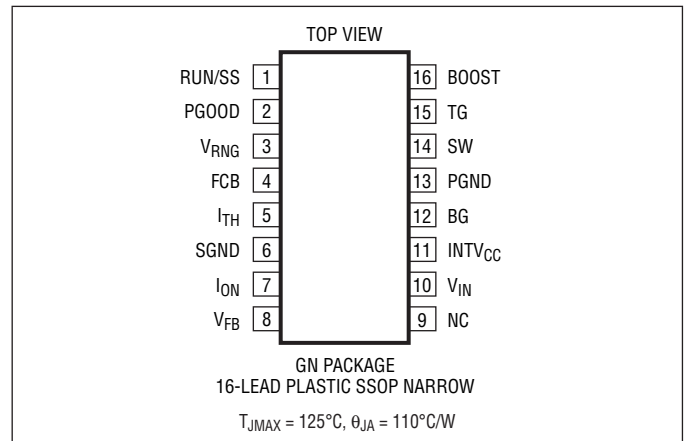 TOP VIEW
RUN/SS 1 16 BOOST
PGOOD 2 15 TG
VRNG 3 14 SW
FCB 4 13 PGND
ITH 5 12 BG
SGND 6 11 INTVCC
ION 7 10 VIN
VFB 8 9 NC
GN PACKAGE
16-LEAD PLASTIC SSOP NARROW
TJMAX = 125°C, θJA = 110°C/W